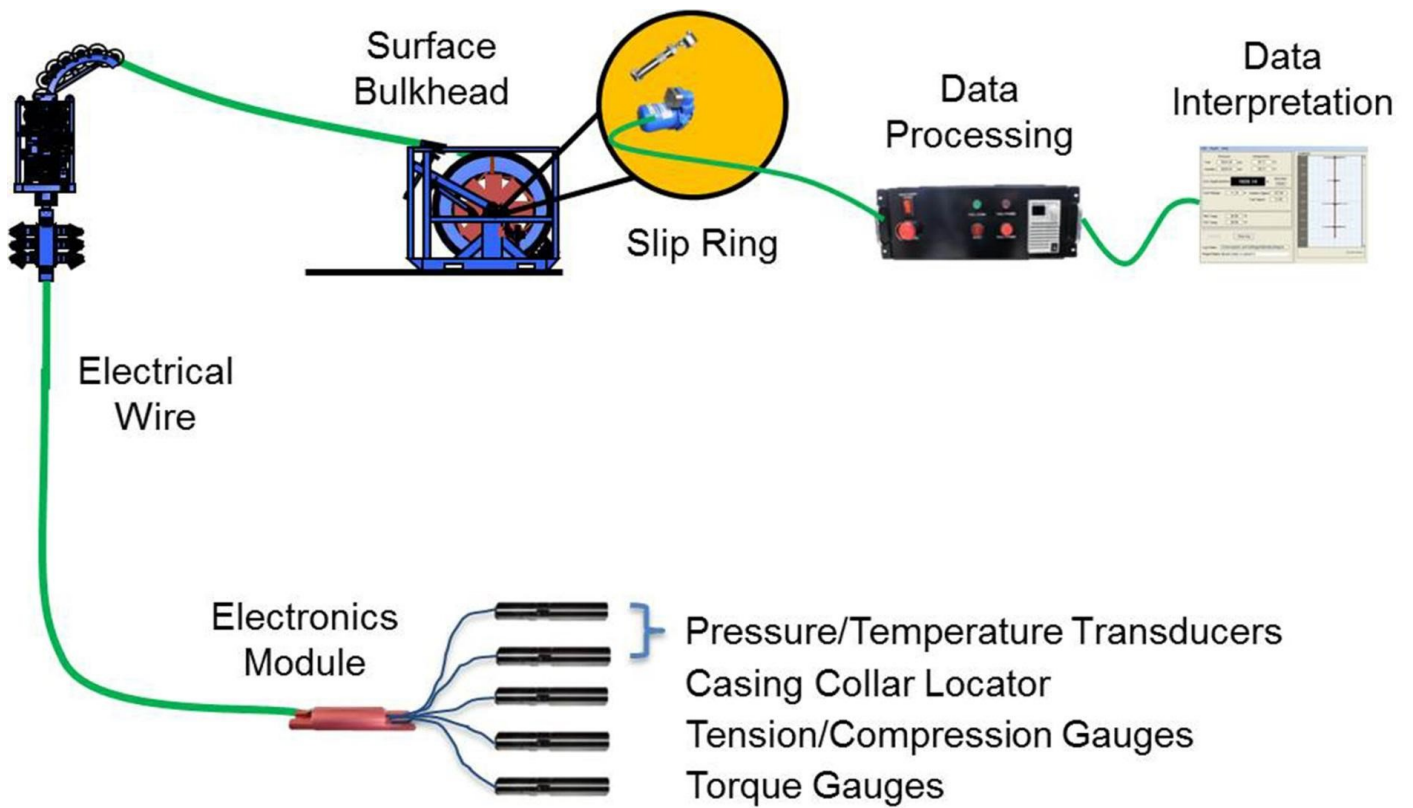 Surface
Bulkhead
Slip Ring
Data
Processing
Data
Interpretation
Electrical
Wire
Electronics
Module
Pressure/Temperature Transducers
Casing Collar Locator
Tension/Compression Gauges
Torque Gauges